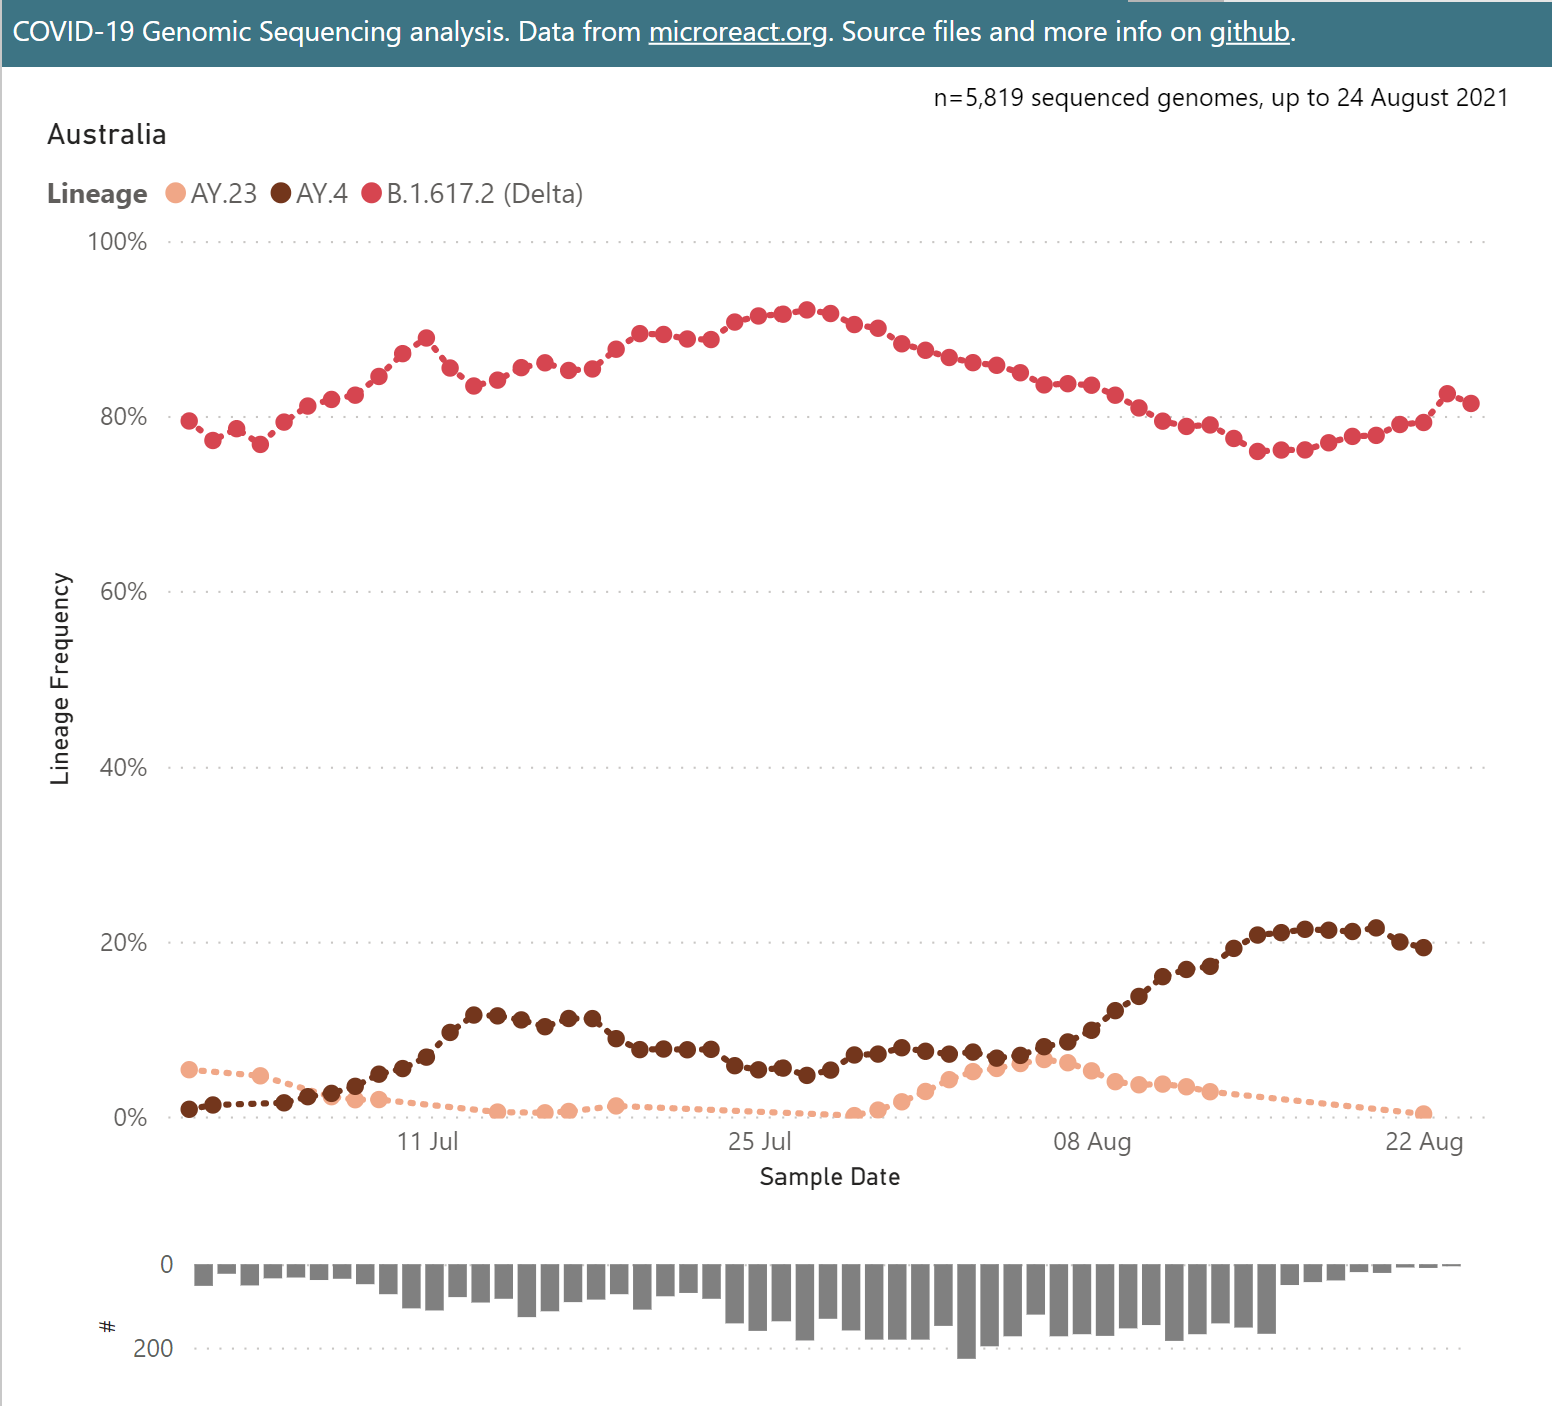 COVID-19 Genomic Sequencing analysis. Data from microreact.org. Source files and more info on github.
n=5,819 sequenced genomes, up to 24 August 2021
Australia
Lineage AY.23 AY.4 B.1.617.2 (Delta)
100%
80%
60%
40%
20%
0%
Lineage Frequency
11 Jul 25 Jul 08 Aug 22 Aug
Sample Date
0
#
200